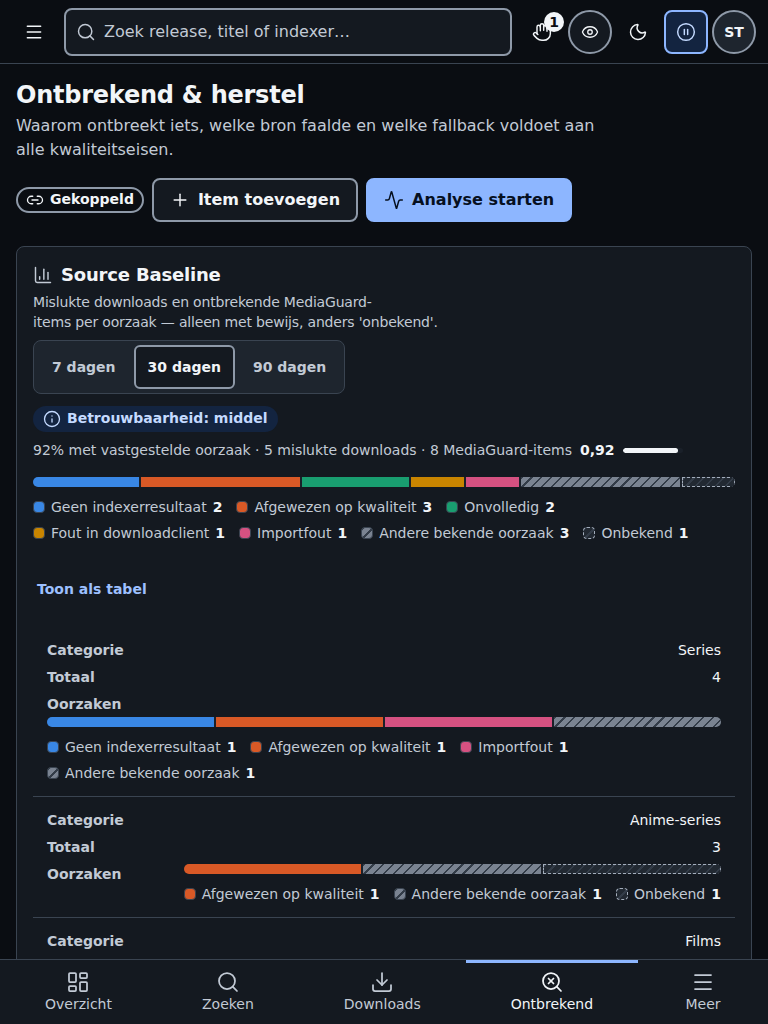 Zoek release, titel of indexer…
1
ST
Ontbrekend & herstel
Waarom ontbreekt iets, welke bron faalde en welke fallback voldoet aan
alle kwaliteitseisen.
Gekoppeld
Item toevoegen
Analyse starten
Source Baseline
Mislukte downloads en ontbrekende MediaGuard-
items per oorzaak — alleen met bewijs, anders 'onbekend'.
7 dagen 30 dagen 90 dagen
Betrouwbaarheid: middel
92% met vastgestelde oorzaak · 5 mislukte downloads · 8 MediaGuard-items 0,92
Geen indexerresultaat 2 Afgewezen op kwaliteit 3 Onvolledig 2
Fout in downloadclient 1 Importfout 1 Andere bekende oorzaak 3 Onbekend 1
Toon als tabel
Categorie Series
Totaal 4
Oorzaken
Geen indexerresultaat 1 Afgewezen op kwaliteit 1 Importfout 1
Andere bekende oorzaak 1
Categorie Anime-series
Totaal 3
Oorzaken
Afgewezen op kwaliteit 1 Andere bekende oorzaak 1 Onbekend 1
Categorie Films
Overzicht Zoeken Downloads Ontbrekend Meer